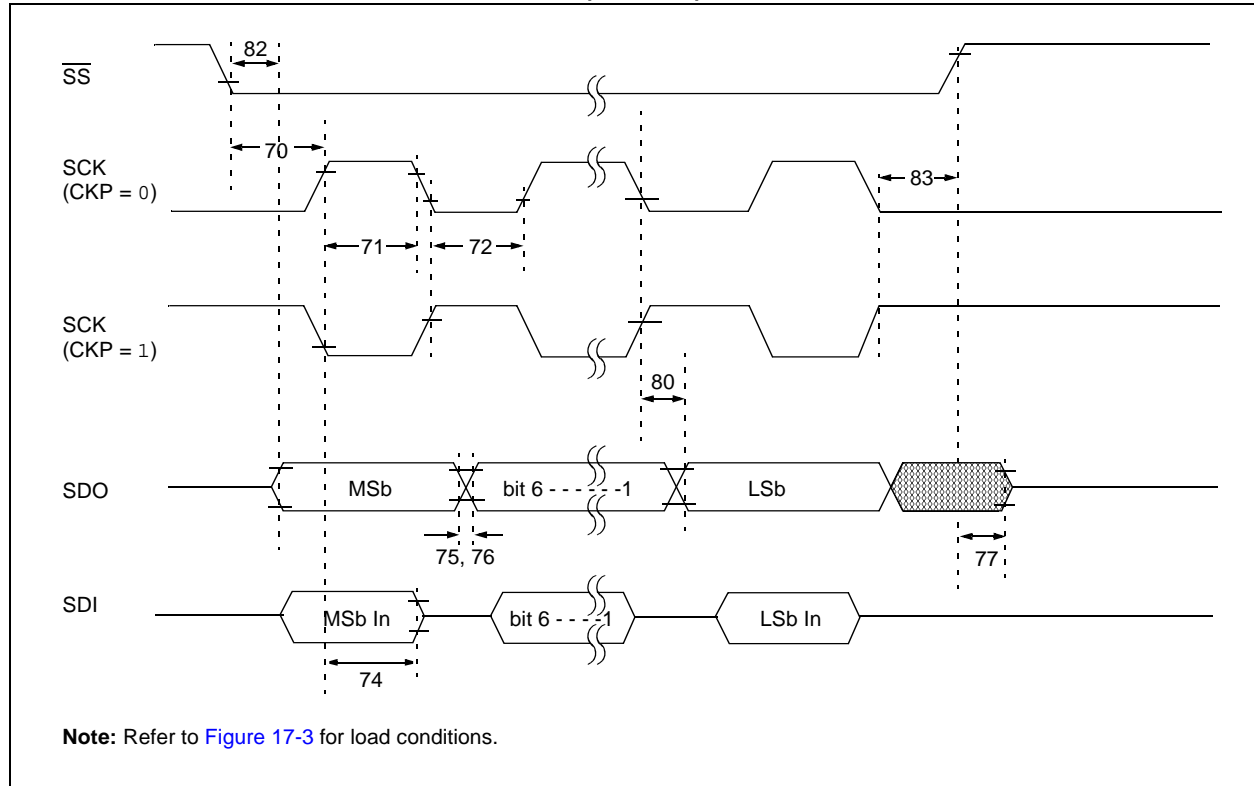 82
SS
70
SCK
(CKP = 0)
83
71
72
SCK
(CKP = 1)
80
SDO
MSb
bit 6 - - - - - -1
LSb
75, 76
77
SDI
MSb In
bit 6 - - - -1
LSb In
74
Note: Refer to Figure 17-3 for load conditions.